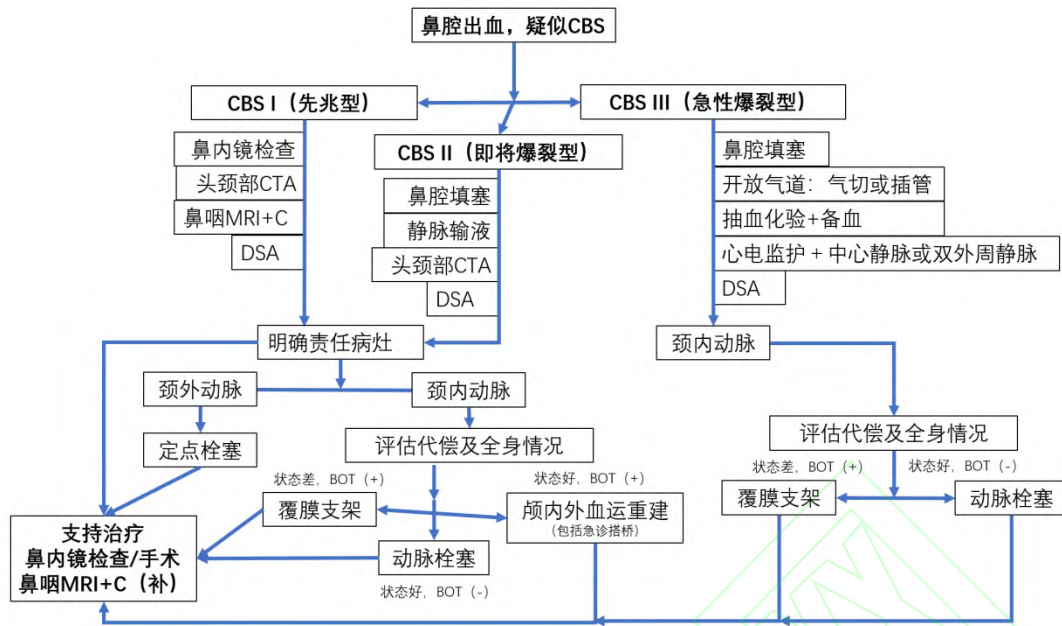 鼻腔出血，疑似CBS
CBS I（先兆型）
CBS III（急性爆裂型）
CBS II（即将爆裂型）
鼻内镜检查
头颈部CTA
鼻咽MRI+C
DSA
鼻腔填塞
静脉输液
头颈部CTA
DSA
鼻腔填塞
开放气道：气切或插管
抽血化验+备血
心电监护 + 中心静脉或双外周静脉
DSA
明确责任病灶
颈内动脉
颈外动脉
颈内动脉
定点栓塞
评估代偿及全身情况
评估代偿及全身情况
状态差，BOT（+）
状态好，BOT（+）
覆膜支架
颅内外血运重建
（包括急诊搭桥）
动脉栓塞
状态好，BOT（-）
状态差，BOT（+）
状态好，BOT（-）
覆膜支架
动脉栓塞
支持治疗
鼻内镜检查/手术
鼻咽MRI+C（补）